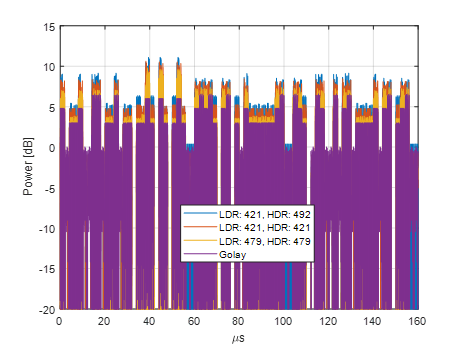 15
10
5
0
-5
-10
-15
-20
Power [dB]
LDR: 421, HDR: 492
LDR: 421, HDR: 421
LDR: 479, HDR: 479
Golay
0 20 40 60 80 100 120 140 160
μs